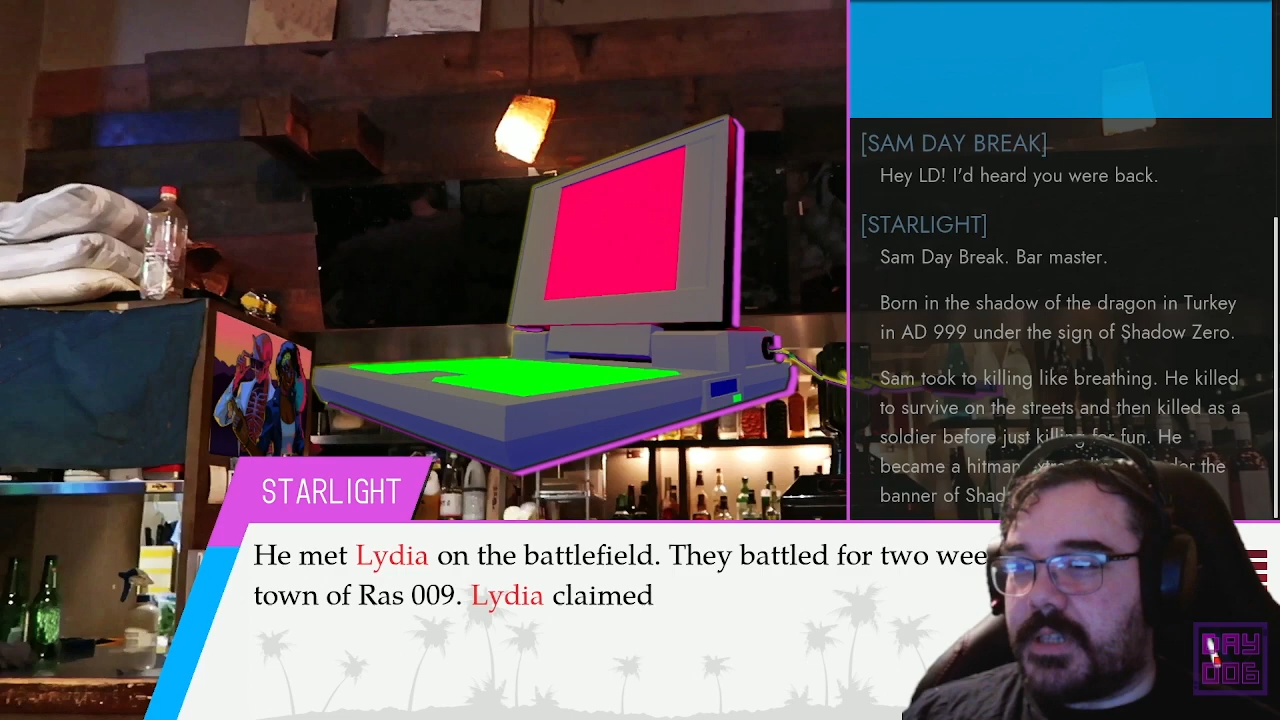 [SAM DAY BREAK]
Hey LD! I'd heard you were back.
[STARLIGHT]
Sam Day Break. Bar master.
Born in the shadow of the dragon in Turkey
in AD 999 under the sign of Shadow Zero.
Sam took to killing like breathing. He killed
to survive on the streets and then killed as a
soldier before just killing for fun. He
became a hitman the
banner of
STARLIGHT
He met Lydia on the battlefield. They battled for two
town of Ras 009. Lydia claimed
DAY
006